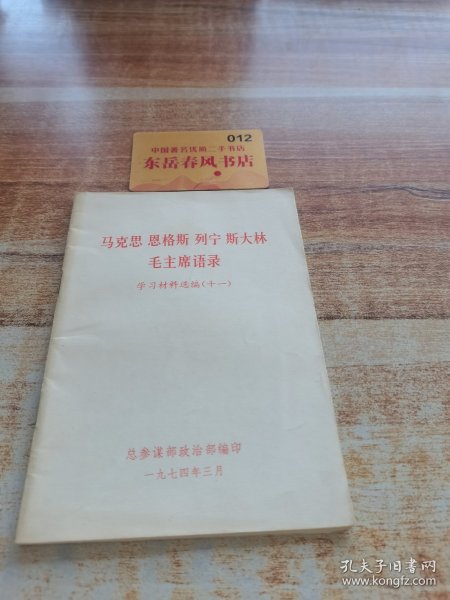 012
中国著名优质二手书店
东岳春风书店
马克思 恩格斯 列宁 斯大林
毛主席语录
学习材料选编(十一)
总参谋部政治部编印
一九七四年三月
孔夫子旧书网
www.kongfz.com